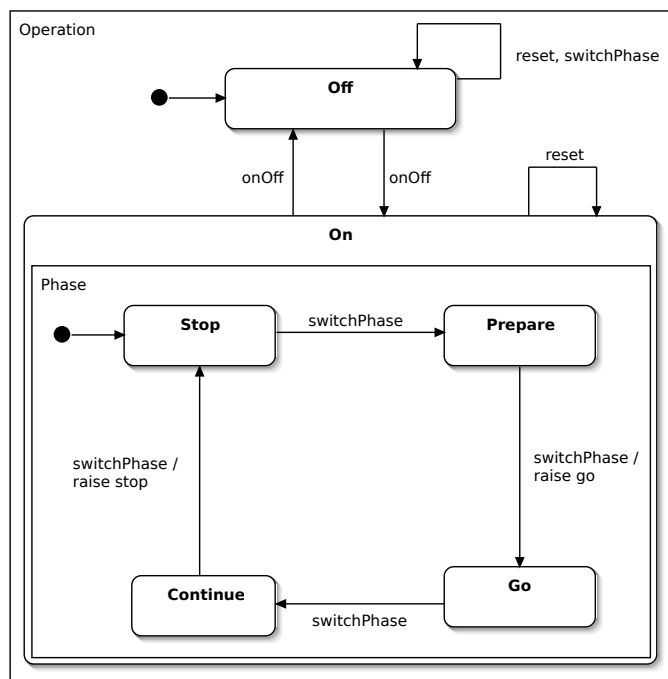 Operation
reset, switchPhase
Off
onOff
onOff
reset
On
Phase
Stop
switchPhase
Prepare
switchPhase /
raise stop
switchPhase /
raise go
Continue
switchPhase
Go